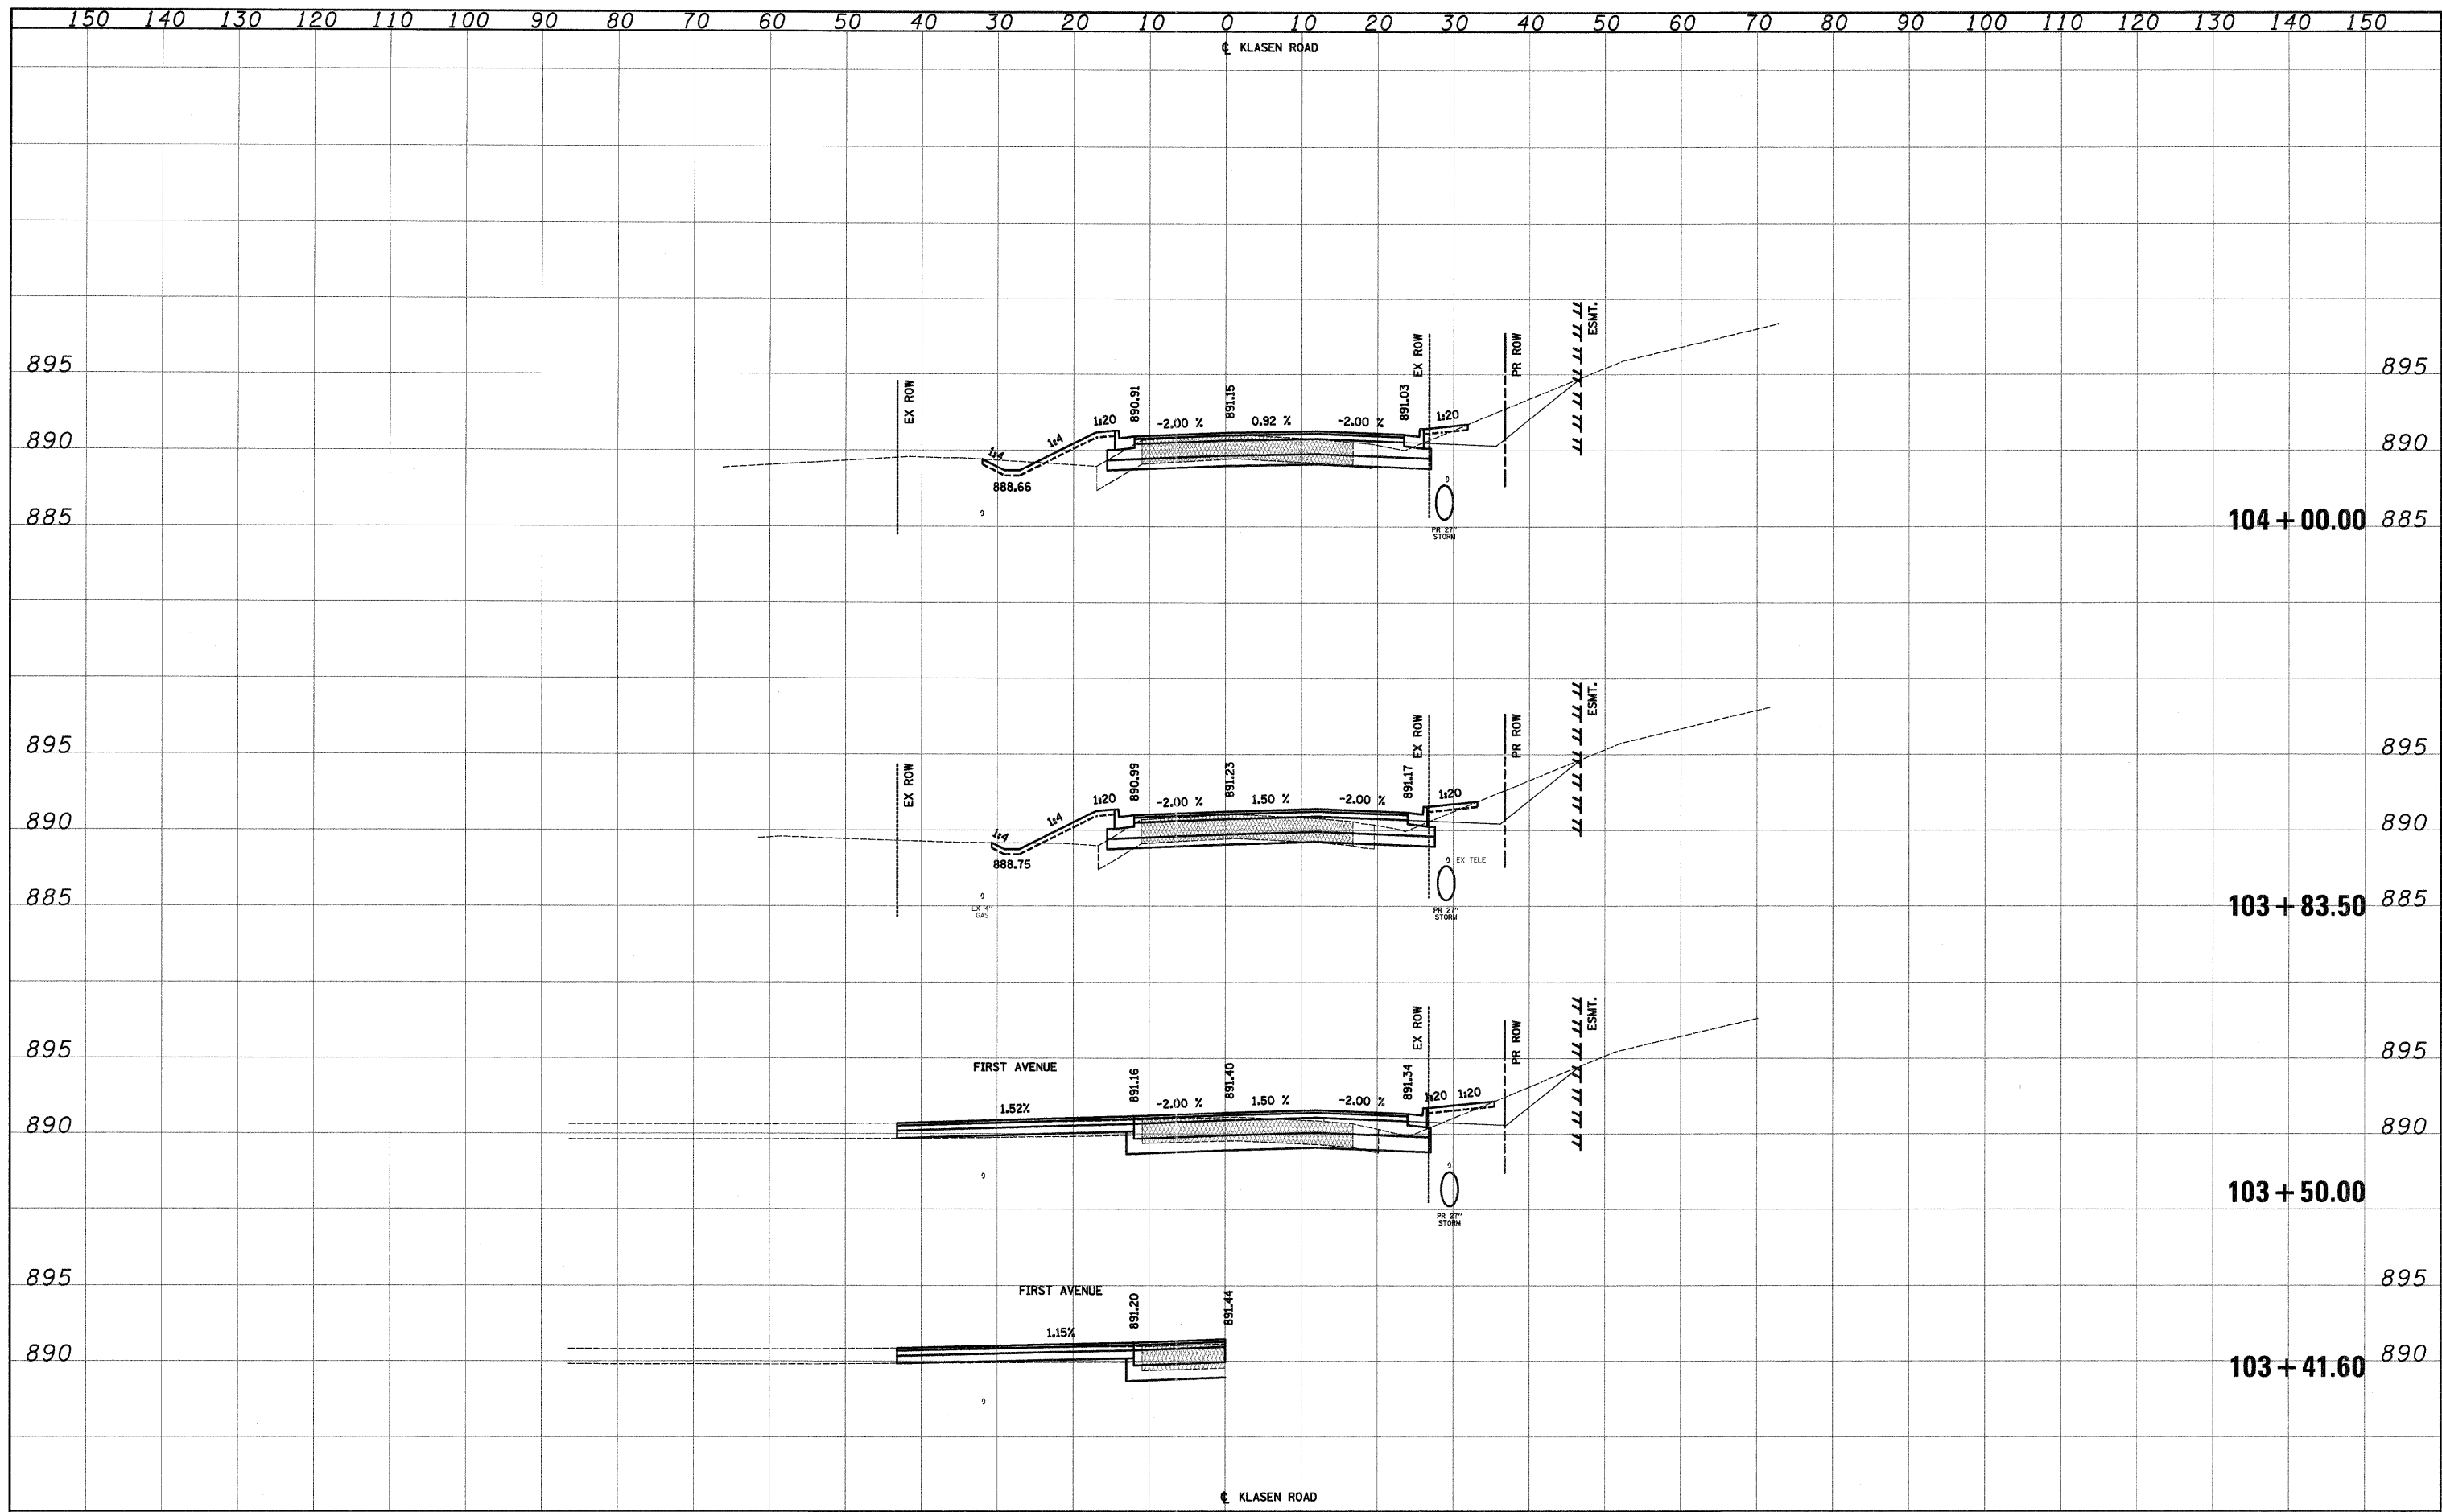 150 140 130 120 110 100 90 80 70 60 50 40 30 20 10 0 10 20 30 40 50 60 70 80 90 100 110 120 130 140 150
℄ KLASEN ROAD
ESMT.
EX ROW
PR ROW
895 895
EX ROW
890.91
891.15
891.03
1:20 -2.00 % 0.92 % -2.00 % 1:20
1:4 1:4
890 890
888.66
885 104+00.00 885
PR 27"
STORM
ESMT.
EX ROW
PR ROW
895 895
EX ROW
890.99
891.23
891.17
1:20 -2.00 % 1.50 % -2.00 % 1:20
1:4 1:4
890 890
888.75
EX TELE
885 103+83.50 885
EX 4"
GAS
PR 27"
STORM
ESMT.
EX ROW
PR ROW
895 895
FIRST AVENUE
891.16
891.40
891.34
1.52% -2.00 % 1.50 % -2.00 % 1:20 1:20
890 890
103+50.00
PR 27"
STORM
895 895
FIRST AVENUE
891.20
891.44
1.15%
890 890
103+41.60
℄ KLASEN ROAD